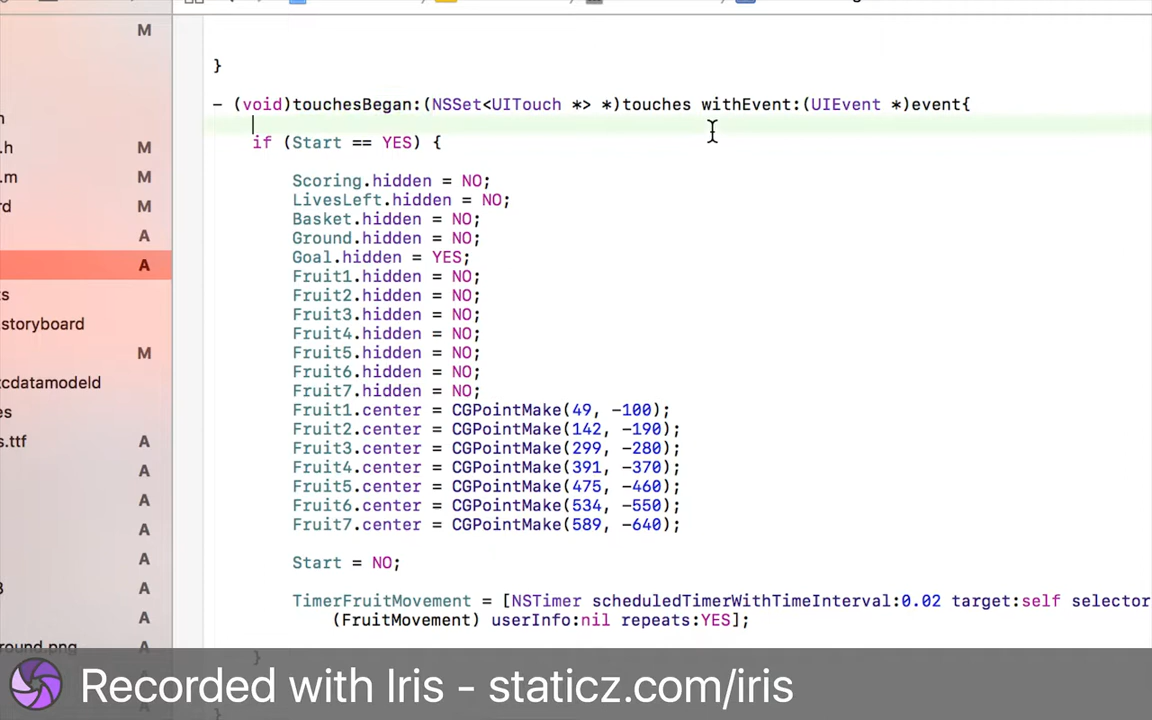 M
}
- (void)touchesBegan:(NSSet<UITouch *> *)touches withEvent:(UIEvent *)event{
if (Start == YES) {
.h M
.m M
Scoring.hidden = NO;
rd M
LivesLeft.hidden = NO;
Basket.hidden = NO;
A
Ground.hidden = NO;
Goal.hidden = YES;
A
Fruit1.hidden = NO;
ts
Fruit2.hidden = NO;
Fruit3.hidden = NO;
storyboard
Fruit4.hidden = NO;
M
Fruit5.hidden = NO;
Fruit6.hidden = NO;
cdatamodeld
Fruit7.hidden = NO;
es
Fruit1.center = CGPointMake(49, -100);
Fruit2.center = CGPointMake(142, -190);
s.ttf A
Fruit3.center = CGPointMake(299, -280);
Fruit4.center = CGPointMake(391, -370);
A
Fruit5.center = CGPointMake(475, -460);
A
Fruit6.center = CGPointMake(534, -550);
Fruit7.center = CGPointMake(589, -640);
A
Start = NO;
A
3 A
TimerFruitMovement = [NSTimer scheduledTimerWithTimeInterval:0.02 target:self selector
(FruitMovement) userInfo:nil repeats:YES];
A
round.png A
}
Recorded with Iris - staticz.com/iris
}